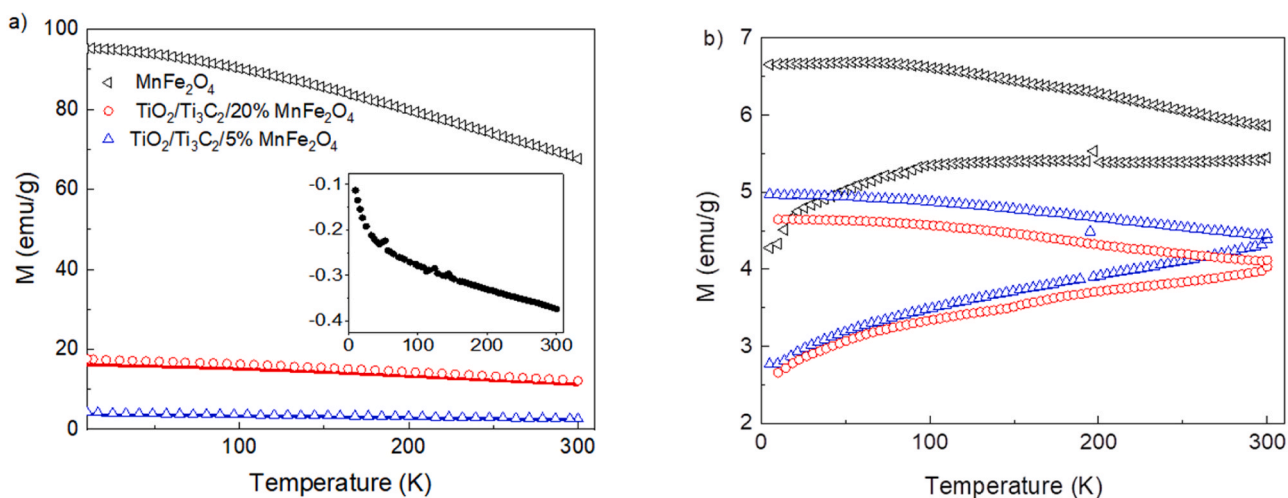 a)
100
80
60
40
20
0
M (emu/g)
MnFe₂O₄
TiO₂/Ti₃C₂/20% MnFe₂O₄
TiO₂/Ti₃C₂/5% MnFe₂O₄
-0.1
-0.2
-0.3
-0.4
0 100 200 300
100 200 300
Temperature (K)
b)
7
6
5
4
3
2
M (emu/g)
0 100 200 300
Temperature (K)